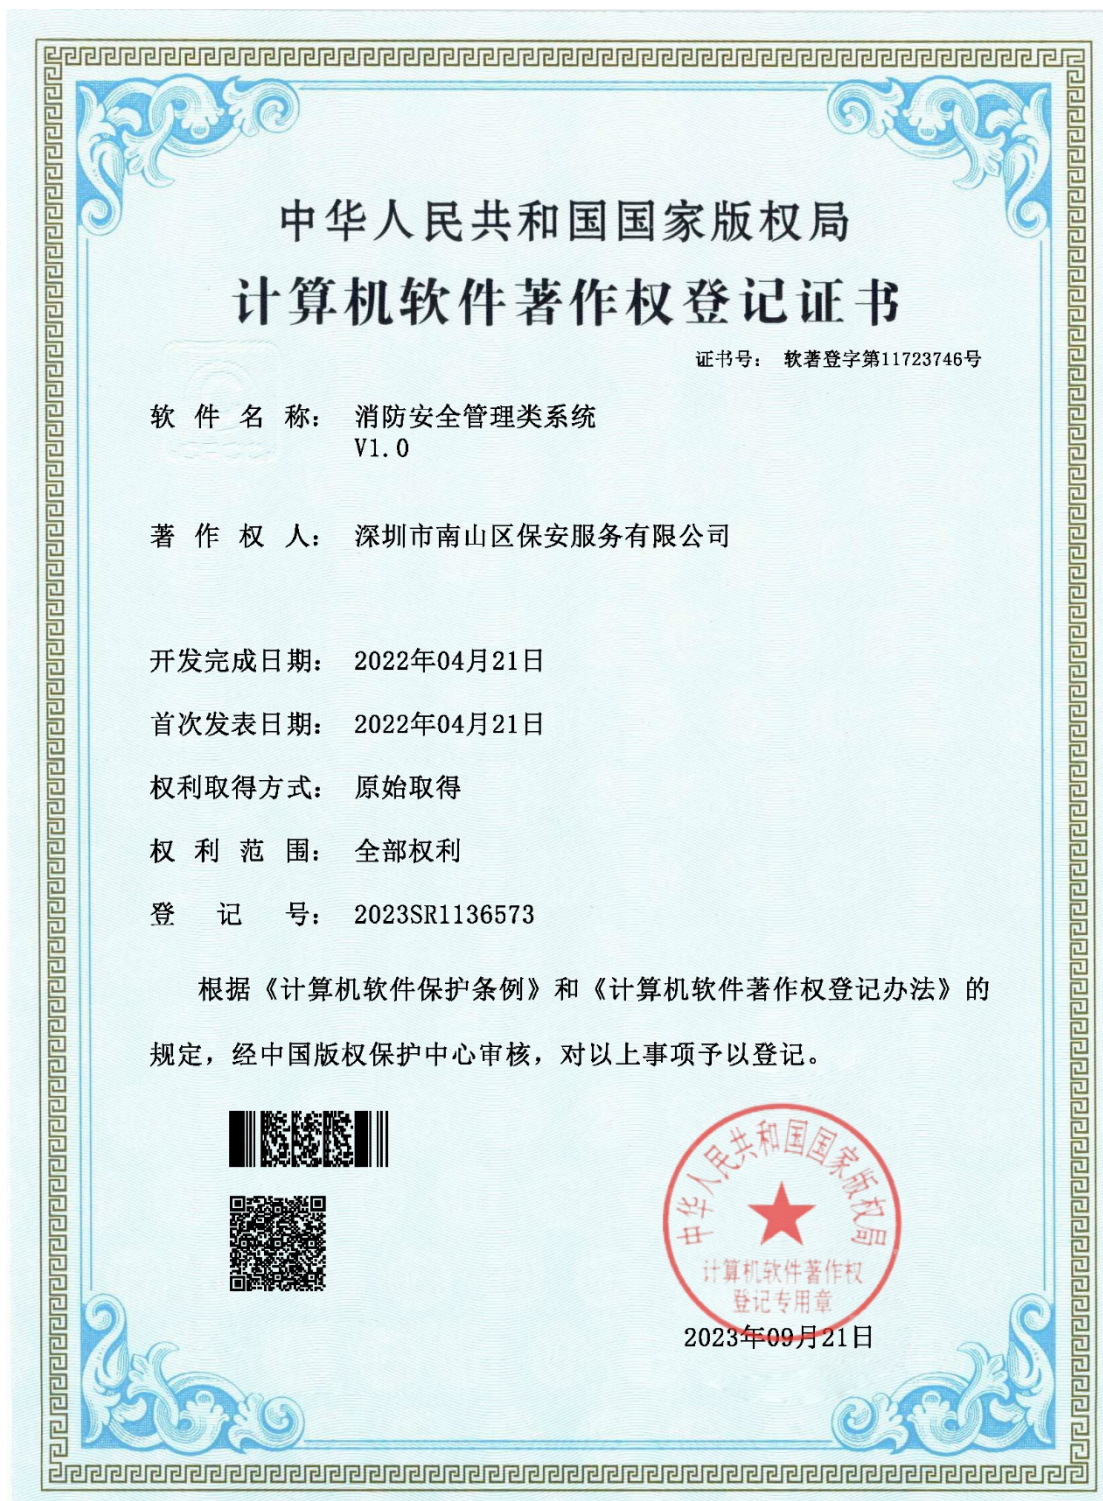 中华人民共和国国家版权局
计算机软件著作权登记证书
证书号： 软著登字第11723746号
软件名称： 消防安全管理类系统
V1.0
著作权人： 深圳市南山区保安服务有限公司
开发完成日期： 2022年04月21日
首次发表日期： 2022年04月21日
权利取得方式： 原始取得
权利范围： 全部权利
登记号： 2023SR1136573
根据《计算机软件保护条例》和《计算机软件著作权登记办法》的
规定，经中国版权保护中心审核，对以上事项予以登记。
中华人民共和国国家版权局
计算机软件著作权
登记专用章
2023年09月21日